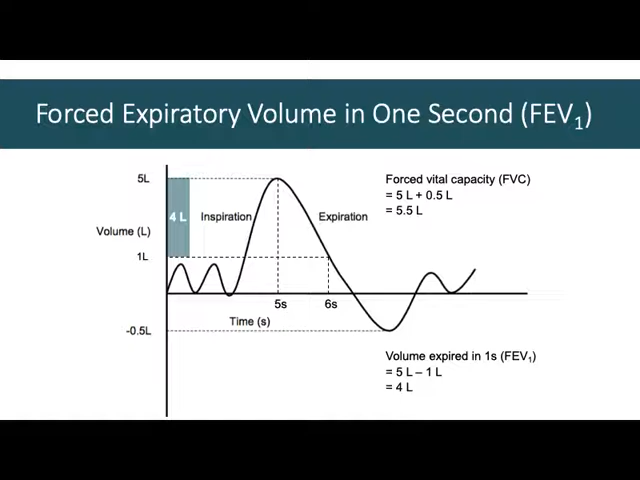 Forced Expiratory Volume in One Second (FEV₁)
5L
Forced vital capacity (FVC)
= 5 L + 0.5 L
= 5.5 L
4 L
Inspiration
Expiration
Volume (L)
1L
5s
6s
Time (s)
-0.5L
Volume expired in 1s (FEV₁)
= 5 L – 1 L
= 4 L